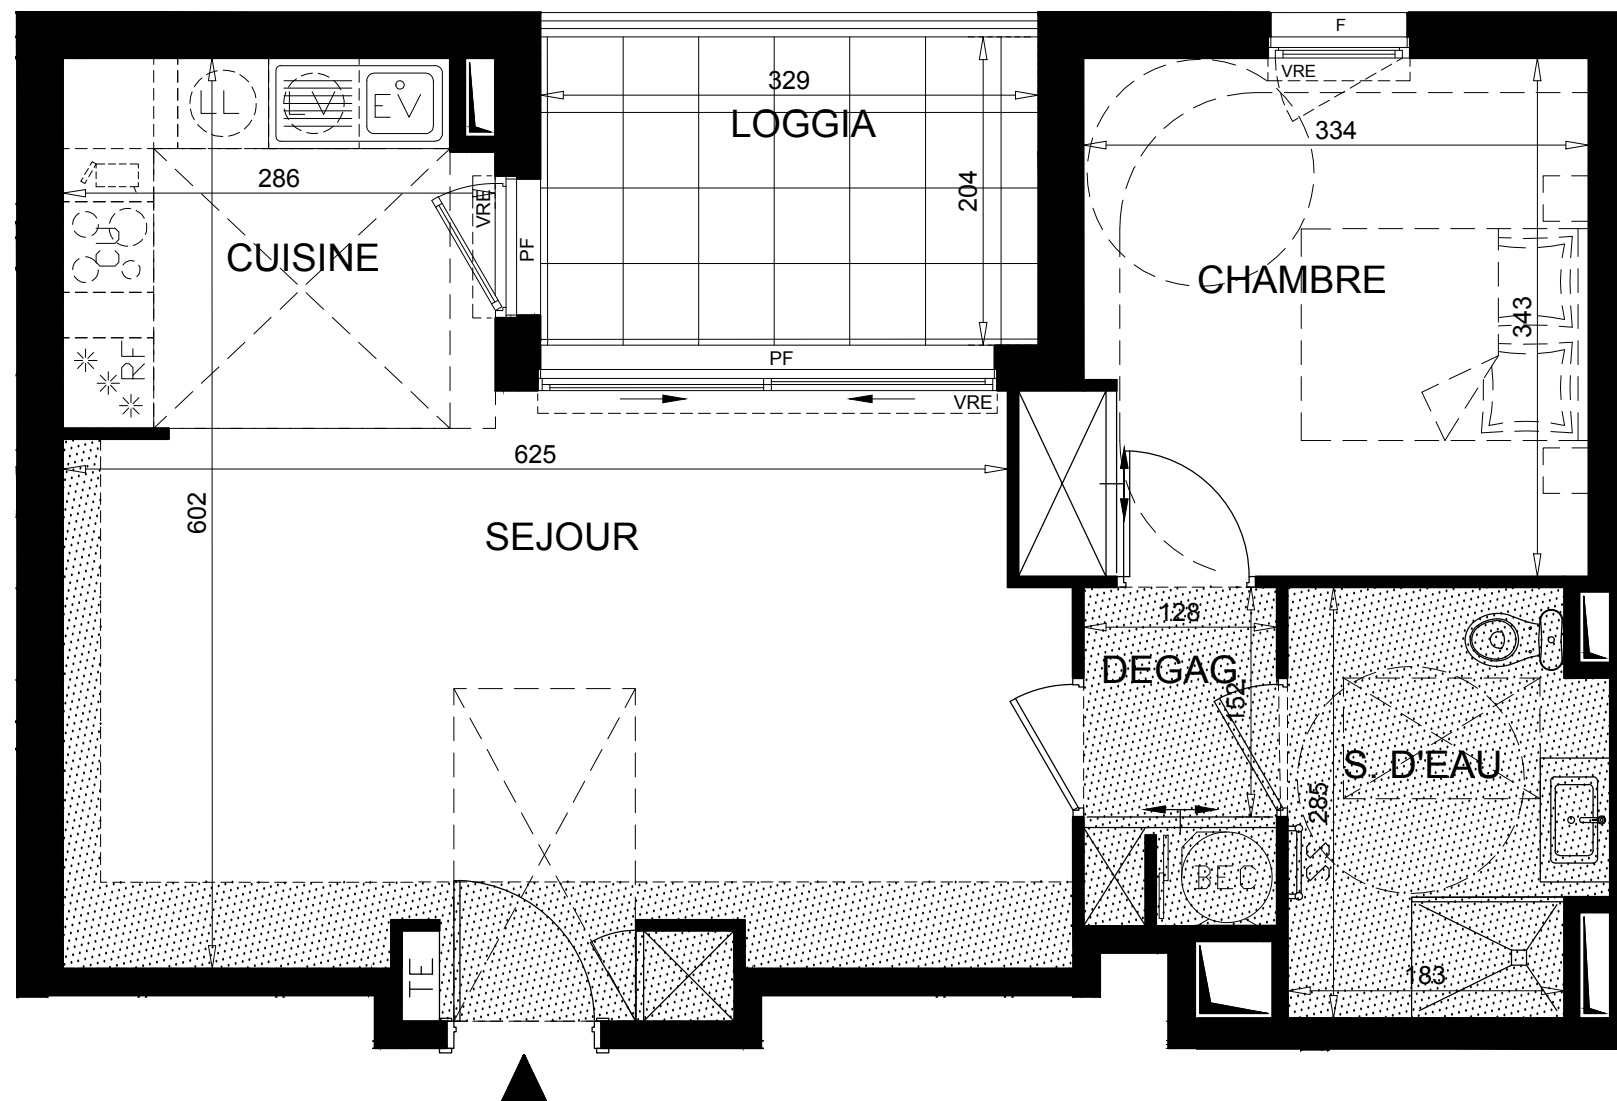 F
VRE
329
LOGGIA
LL
LV
EV
334
286
VRE
204
PF
CUISINE
CU
CHAMBRE
343
RF
PF
VRE
625
602
SEJOUR
128
DEGAG
152
S. D'EAU
285
SS
BEC
TE
183